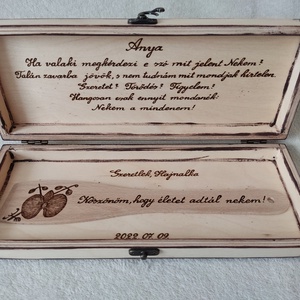 Anya
Ha valaki megkérdezi e szó mit jelent Nekem?
Talán zavarba jövök, s nem tudnám mit mondjak hirtelen.
Szeretet? Törődés? Figyelem?
Hangosan csak ennyit mondanék:
Nekem a mindenem!
Szeretlek, Hajnalka
Köszönöm, hogy életet adtál nekem!
2022.07.09.